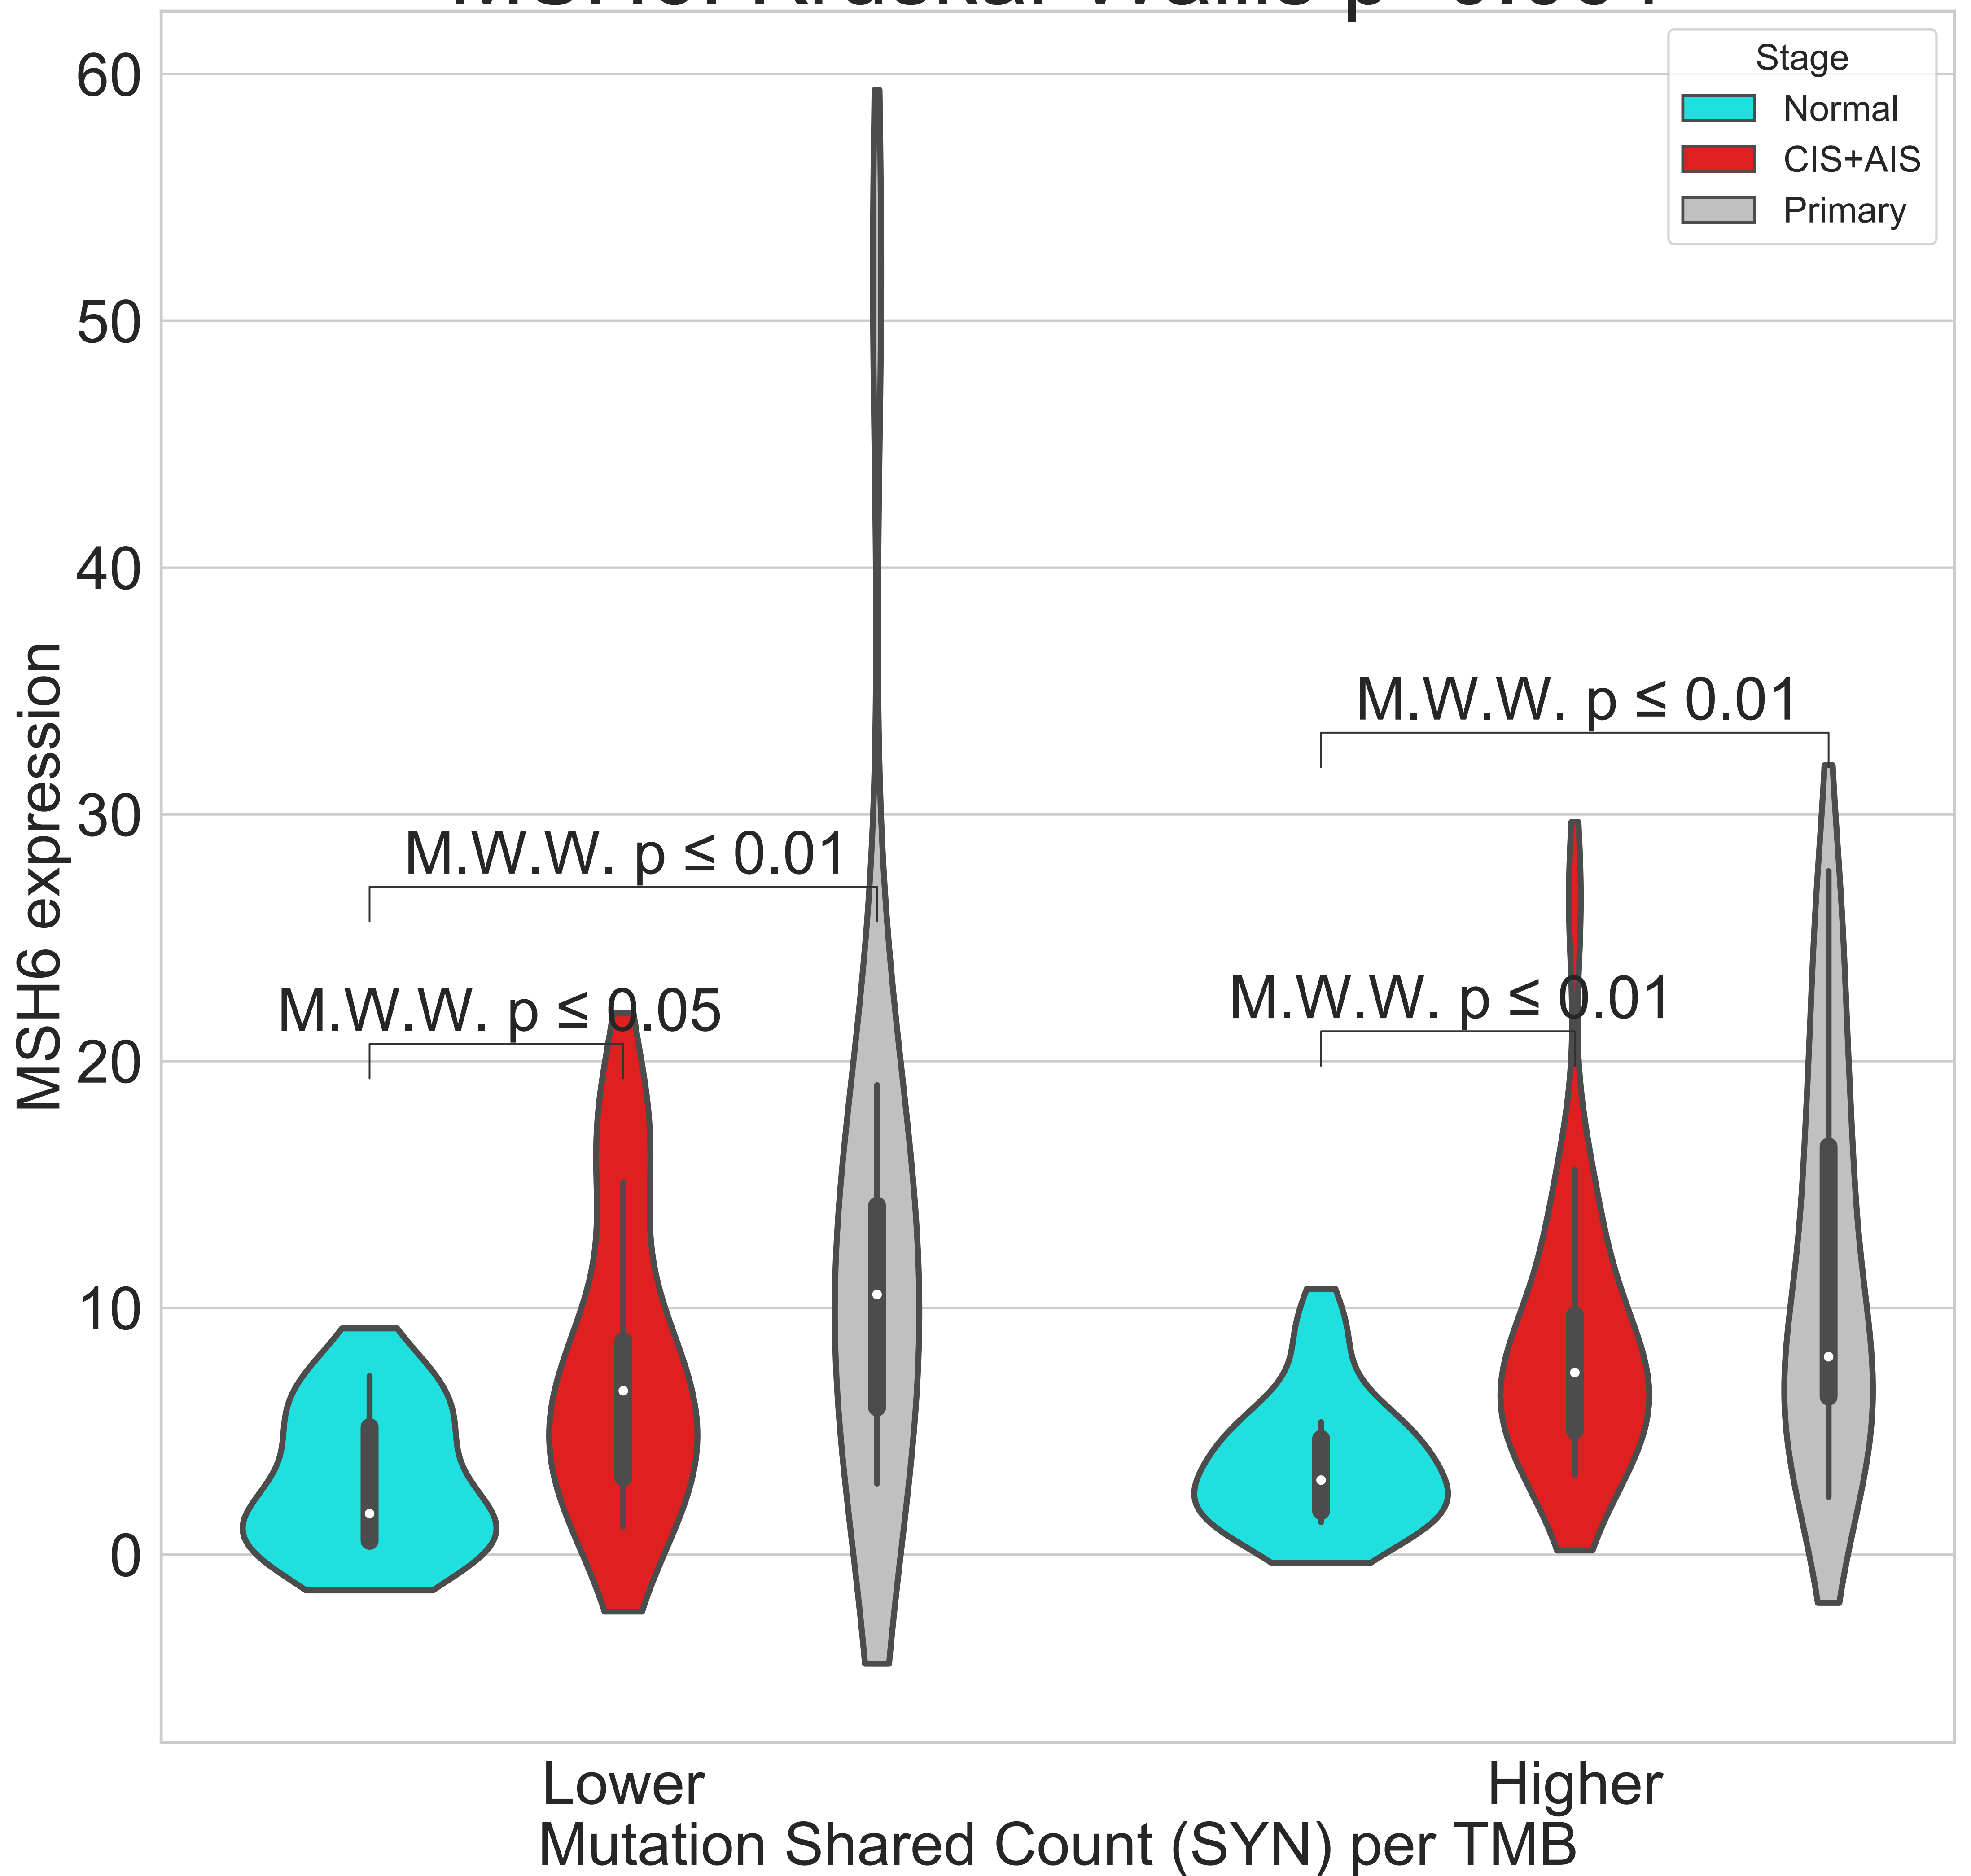 Stage
Normal
CIS+AIS
Primary
60
50
40
30
20
10
0
MSH6 expression
M.W.W. p ≤ 0.01
M.W.W. p ≤ 0.01
M.W.W. p ≤ 0.05
M.W.W. p ≤ 0.01
Lower
Higher
Mutation Shared Count (SYN) per TMB